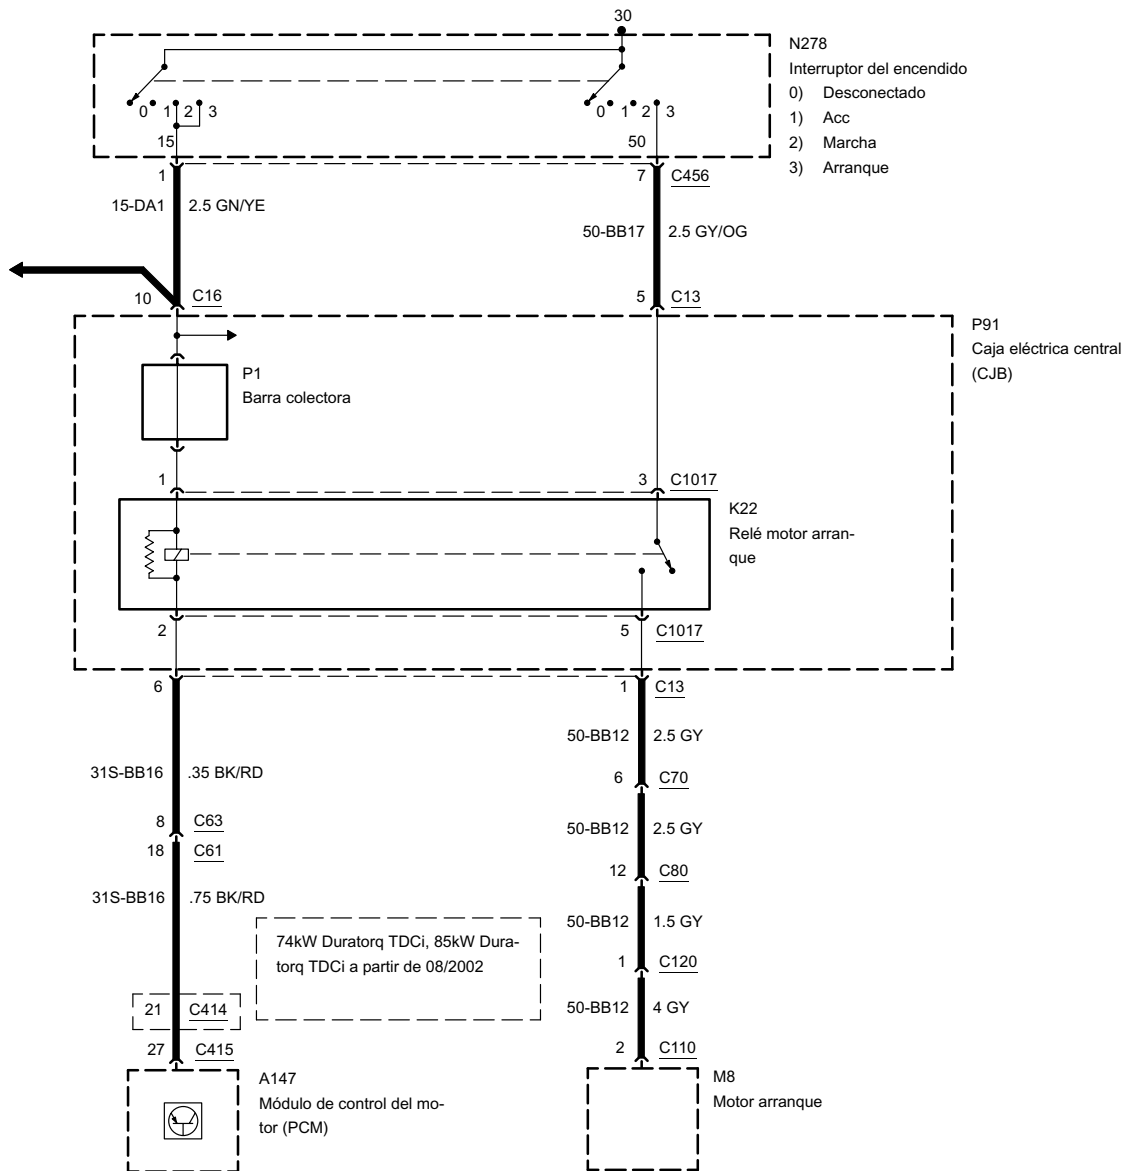 30
N278
Interruptor del encendido
0) Desconectado
1) Acc
2) Marcha
3) Arranque
0 1 2 3
0 1 2 3
15
50
1
7 C456
15-DA1 2.5 GN/YE
50-BB17 2.5 GY/OG
10 C16
5 C13
P91
Caja eléctrica central
(CJB)
P1
Barra colectora
1
3 C1017
K22
Relé motor arran-
que
2
5 C1017
6
1 C13
50-BB12 2.5 GY
31S-BB16 .35 BK/RD
6 C70
8 C63
50-BB12 2.5 GY
18 C61
12 C80
31S-BB16 .75 BK/RD
50-BB12 1.5 GY
74kW Duratorq TDCi, 85kW Dura-
torq TDCi a partir de 08/2002
1 C120
21 C414
50-BB12 4 GY
27 C415
2 C110
A147
Módulo de control del mo-
tor (PCM)
M8
Motor arranque